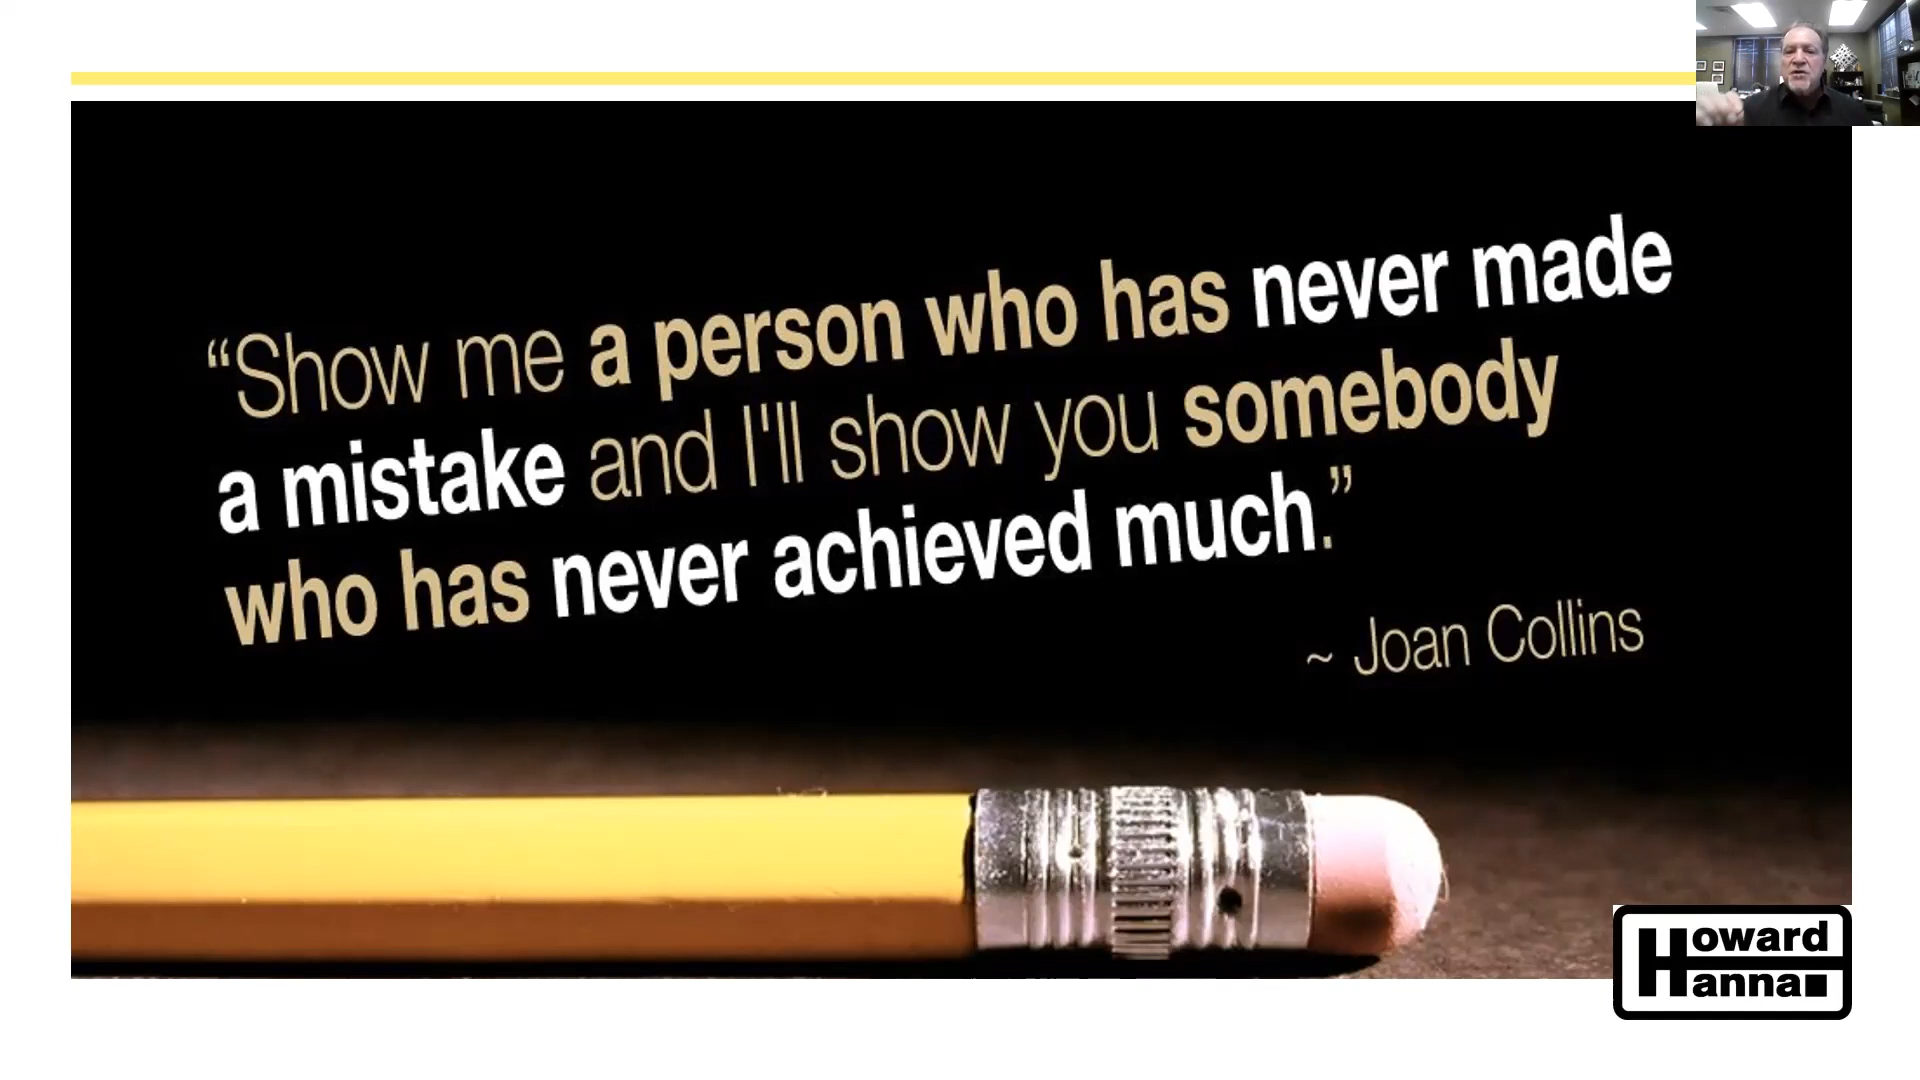 “Show me a person who has never made
a mistake and I'll show you somebody
who has never achieved much.”
~ Joan Collins
Howard
Hanna